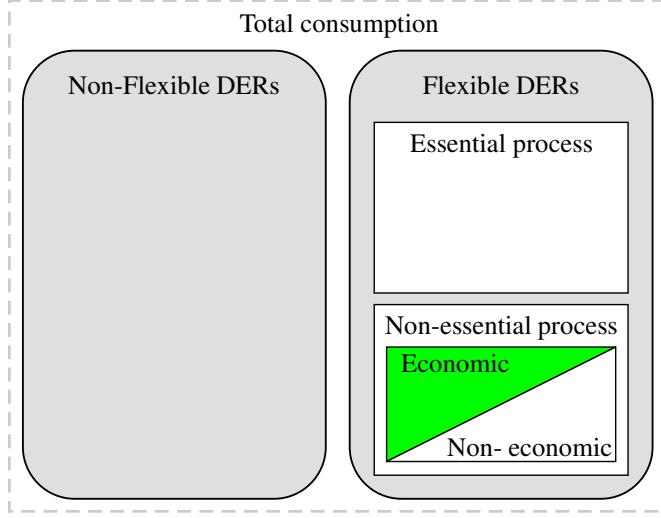 Total consumption
Non-Flexible DERs
Flexible DERs
Essential process
Non-essential process
Economic
Non- economic